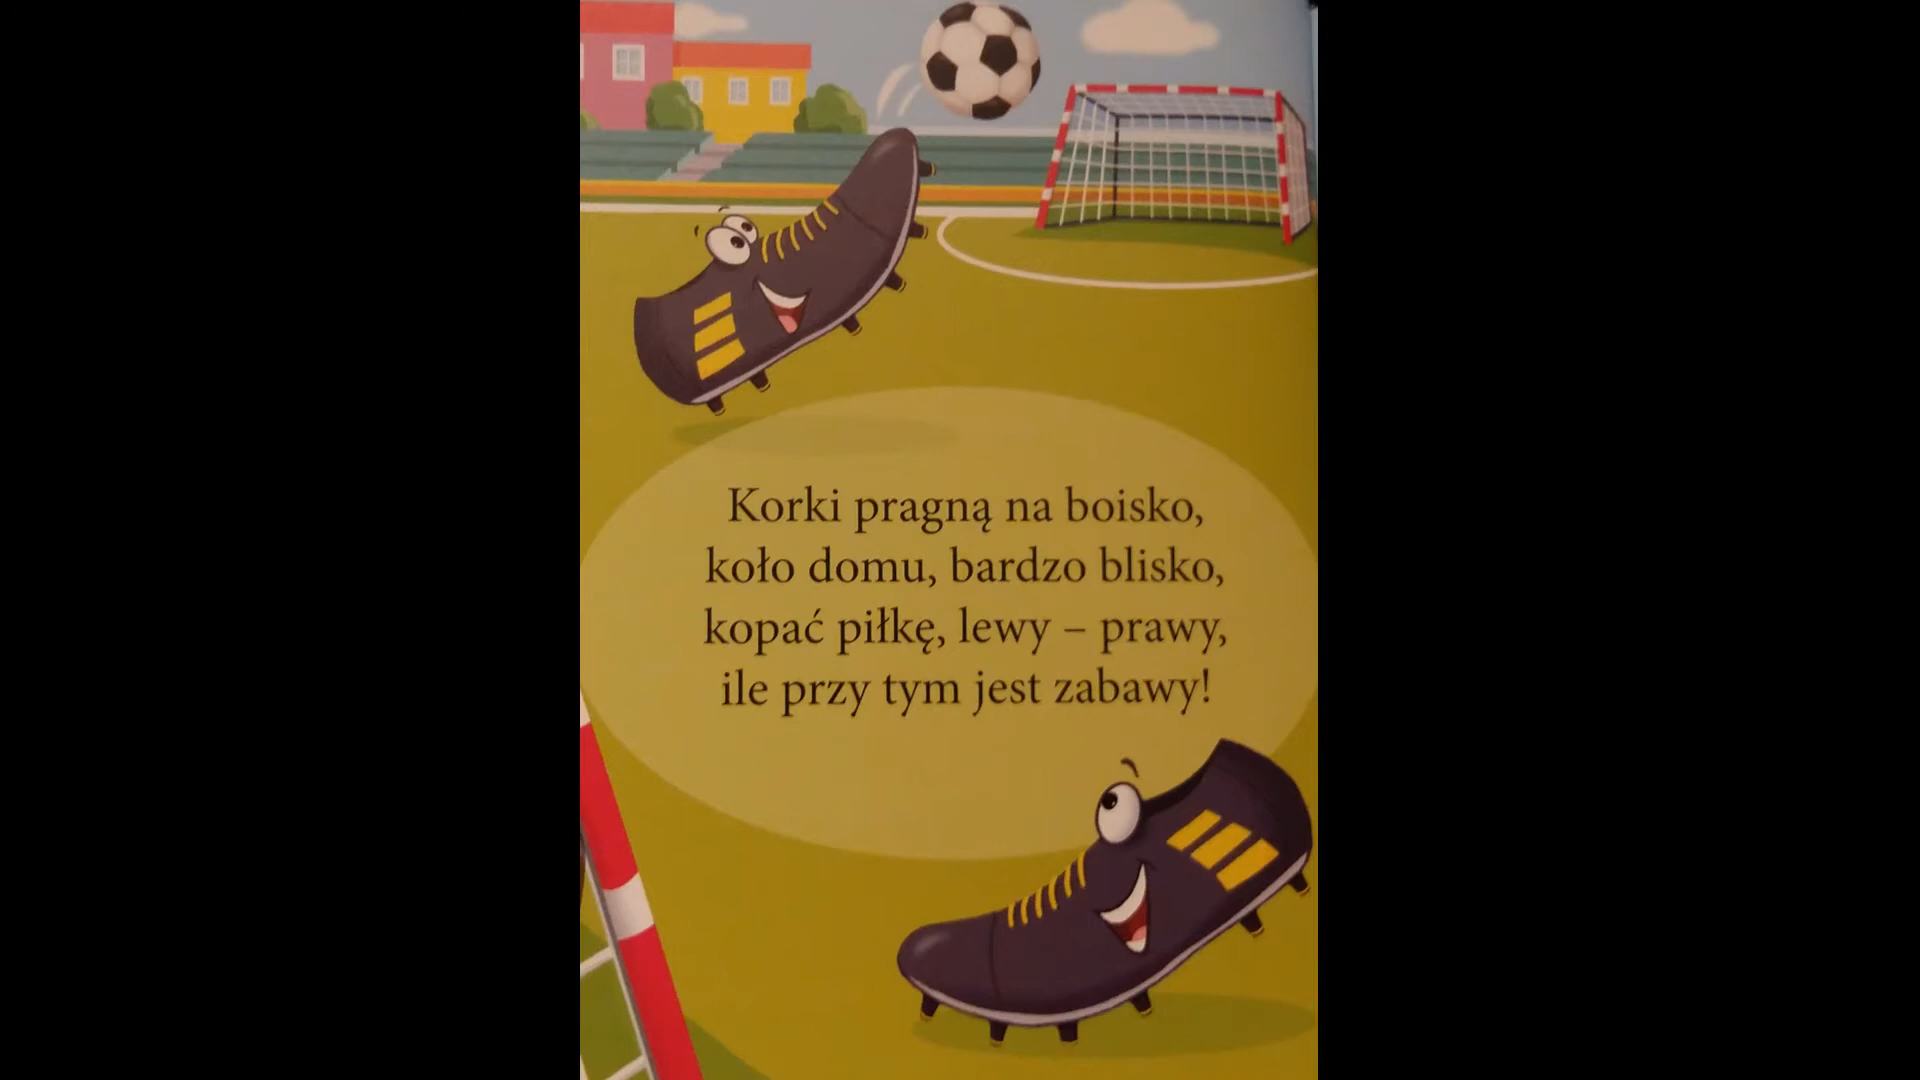 Korki pragną na boisko,
koło domu, bardzo blisko,
kopać piłkę, lewy – prawy,
ile przy tym jest zabawy!